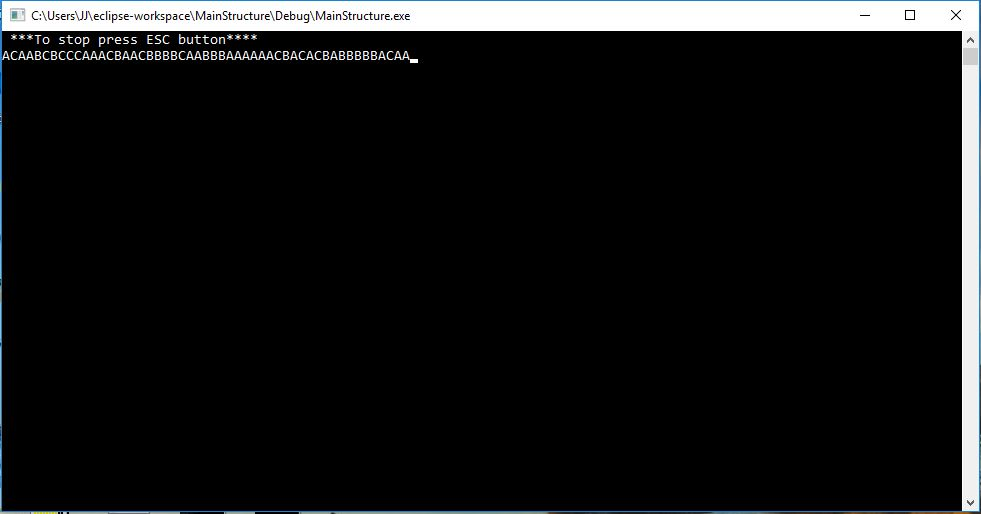 C:\Users\JJ\eclipse-workspace\MainStructure\Debug\MainStructure.exe
***To stop press ESC button****
ACAABCBCCCAAACBAACBBBBCAABBBAAAAAACBACACBABBBBBACAA